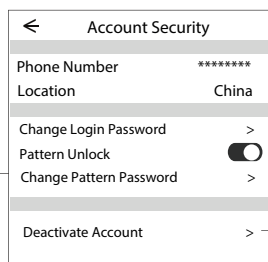 Account Security
Phone Number ********
Location China
Change Login Password >
Pattern Unlock
Change Pattern Password >
Deactivate Account >